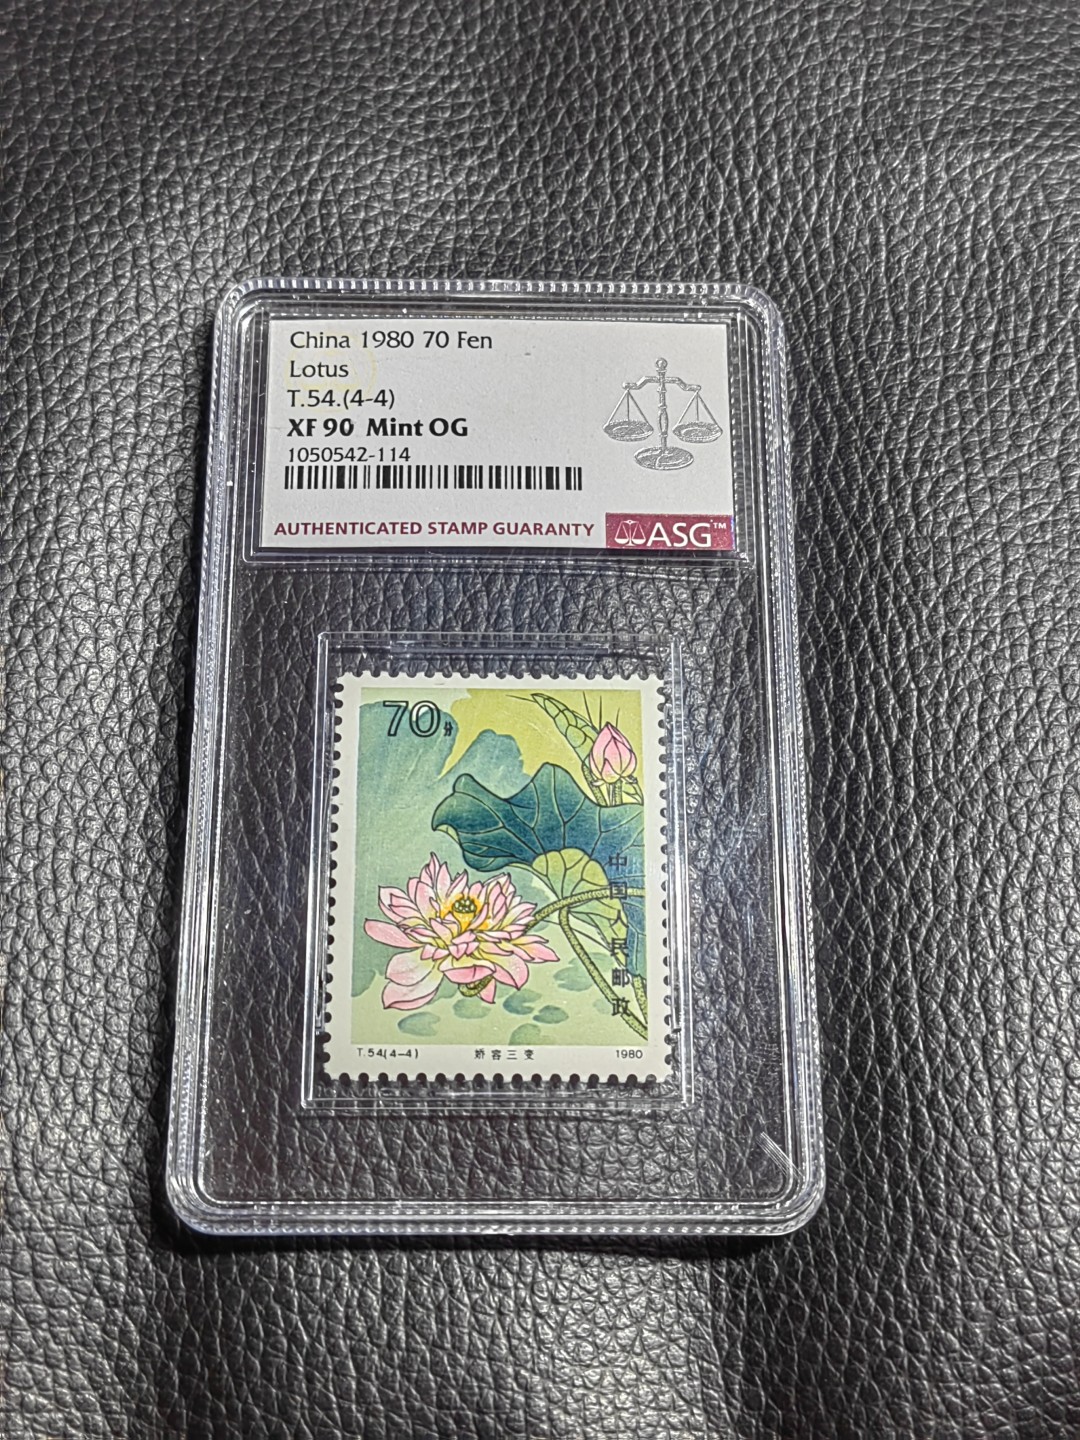 China 1980 70 Fen
Lotus
T.54.(4-4)
XF 90 Mint OG
1050542-114
AUTHENTICATED STAMP GUARANTY
ASG™
70分
中国人民邮政
T.54(4-4) 娇容三变 1980